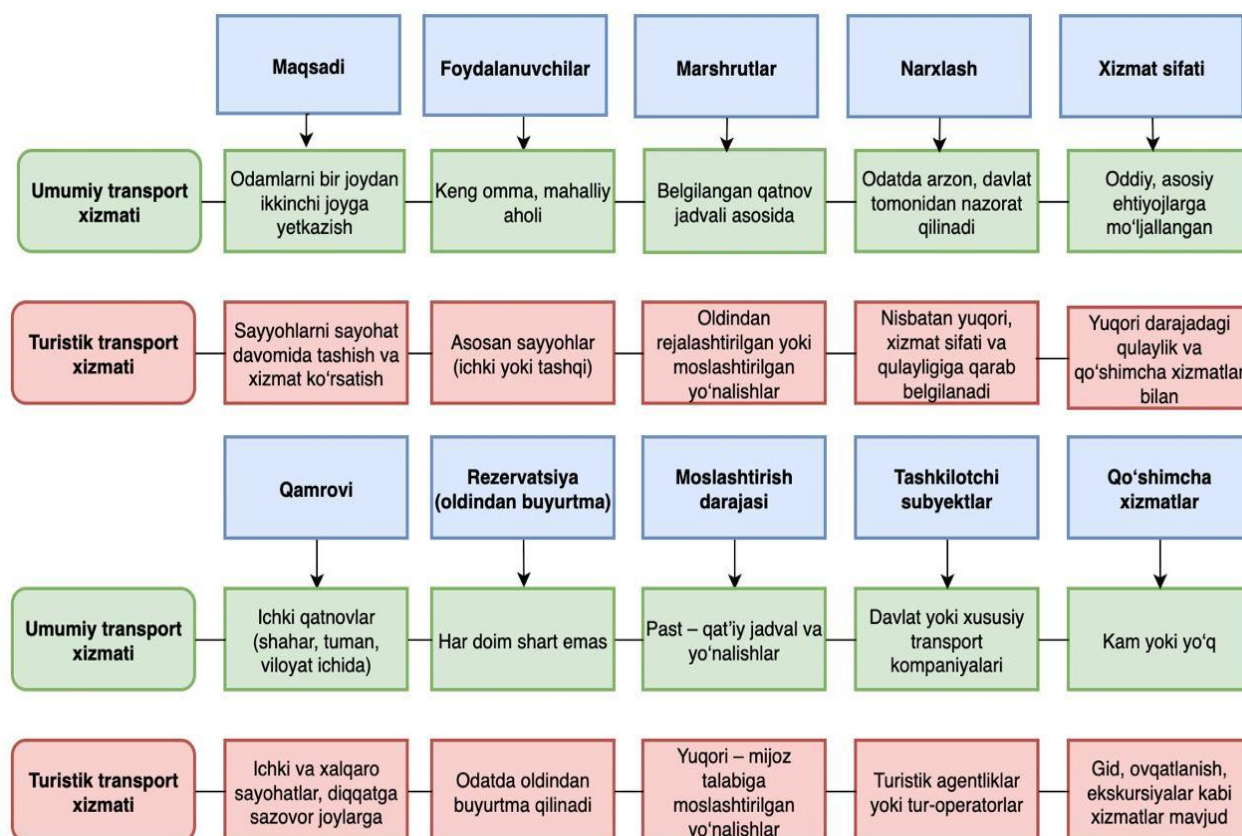 Maqsadi
Foydalanuvchilar
Marshrutlar
Narxlash
Xizmat sifati
Umumiy transport
xizmati
Odamlarni bir joydan
ikkinchi joyga
yetkazish
Keng omma, mahalliy
aholi
Belgilangan qatnov
jadvali asosida
Odatda arzon, davlat
tomonidan nazorat
qilinadi
Oddiy, asosiy
ehtiyojlarga
mo‘ljallangan
Turistik transport
xizmati
Sayyohlarni sayohat
davomida tashish va
xizmat ko‘rsatish
Asosan sayyohlar
(ichki yoki tashqi)
Oldindan
rejalashtirilgan yoki
moslashtirilgan
yo‘nalishlar
Nisbatan yuqori,
xizmat sifati va
qulayligiga qarab
belgilanadi
Yuqori darajadagi
qulaylik va
qo‘shimcha xizmatlar
bilan
Qamrovi
Rezervatsiya
(oldindan buyurtma)
Moslashtirish
darajasi
Tashkilotchi
subyektlar
Qo‘shimcha
xizmatlar
Umumiy transport
xizmati
Ichki qatnovlar
(shahar, tuman,
viloyat ichida)
Har doim shart emas
Past – qat’iy jadval va
yo‘nalishlar
Davlat yoki xususiy
transport
kompaniyalari
Kam yoki yo‘q
Turistik transport
xizmati
Ichki va xalqaro
sayohatlar, diqqatga
sazovor joylarga
Odatda oldindan
buyurtma qilinadi
Yuqori – mijoz
talabiga
moslashtirilgan
yo‘nalishlar
Turistik agentliklar
yoki tur-operatorlar
Gid, ovqatlanish,
ekskursiyalar kabi
xizmatlar mavjud